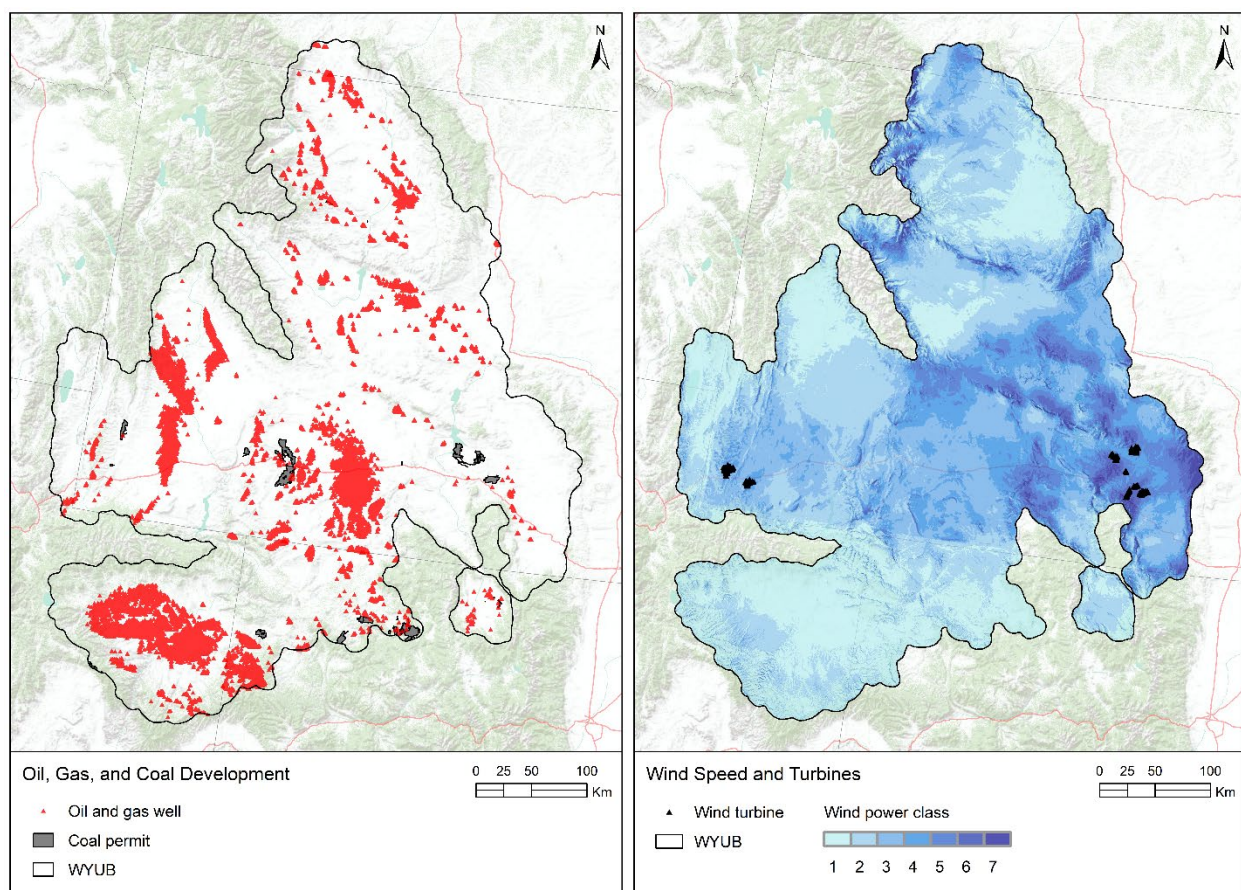 N
Oil, Gas, and Coal Development
0 25 50 100
Km
Oil and gas well
Coal permit
WYUB
N
Wind Speed and Turbines
0 25 50 100
Km
Wind turbine
Wind power class
WYUB
1 2 3 4 5 6 7